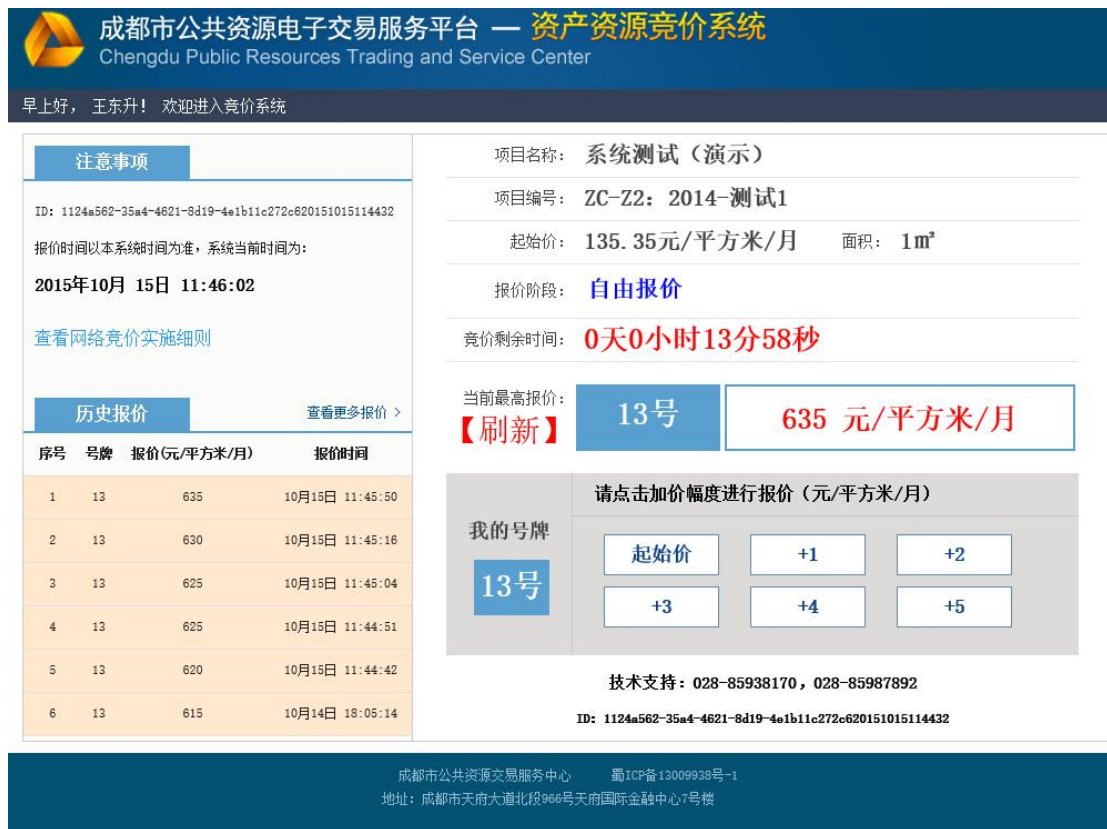 成都市公共资源电子交易服务平台 — 资产资源竞价系统
Chengdu Public Resources Trading and Service Center
早上好， 王东升！ 欢迎进入竞价系统
注意事项
ID: 1124a562-35a4-4621-8d19-4e1b11c272c620151015114432
报价时间以本系统时间为准，系统当前时间为：
2015年10月 15日 11:46:02
查看网络竞价实施细则
历史报价 查看更多报价 >
序号 号牌 报价(元/平方米/月) 报价时间
1 13 635 10月15日 11:45:50
2 13 630 10月15日 11:45:16
3 13 625 10月15日 11:45:04
4 13 625 10月15日 11:44:51
5 13 620 10月15日 11:44:42
6 13 615 10月14日 18:05:14
项目名称： 系统测试（演示）
项目编号： ZC-Z2：2014-测试1
起始价： 135.35元/平方米/月 面积： 1㎡
报价阶段： 自由报价
竞价剩余时间： 0天0小时13分58秒
当前最高报价：
【刷新】 13号 635 元/平方米/月
请点击加价幅度进行报价（元/平方米/月）
我的号牌
13号
起始价 +1 +2
+3 +4 +5
技术支持：028-85938170，028-85987892
ID: 1124a562-35a4-4621-8d19-4e1b11c272c620151015114432
成都市公共资源交易服务中心 蜀ICP备13009938号-1
地址：成都市天府大道北段966号天府国际金融中心7号楼